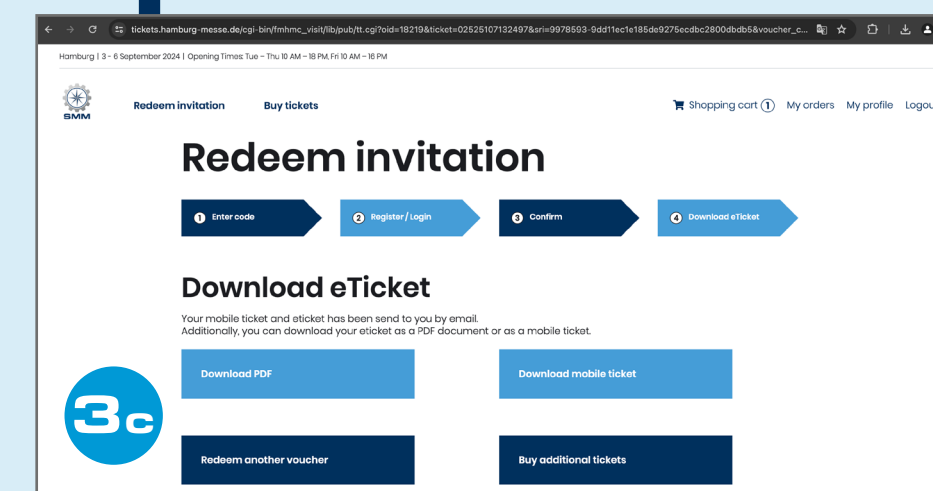 tickets.hamburg-messe.de/cgi-bin/fmhmc_visit/lib/pub/tt.cgi?oid=18219&ticket=02525107132497&sri=9978593-9dd11ec1e185de9275ecdbc2800dbdb5&voucher_c...
Hamburg | 3 - 6 September 2024 | Opening Times: Tue – Thu 10 AM – 18 PM, Fri 10 AM – 16 PM
SMM
Redeem invitation Buy tickets Shopping cart 1 My orders My profile Logou
Redeem invitation
1 Enter code 2 Register / Login 3 Confirm 4 Download eTicket
Download eTicket
Your mobile ticket and eticket has been send to you by email.
Additionally, you can download your eticket as a PDF document or as a mobile ticket.
Download PDF Download mobile ticket
3c
Redeem another voucher Buy additional tickets